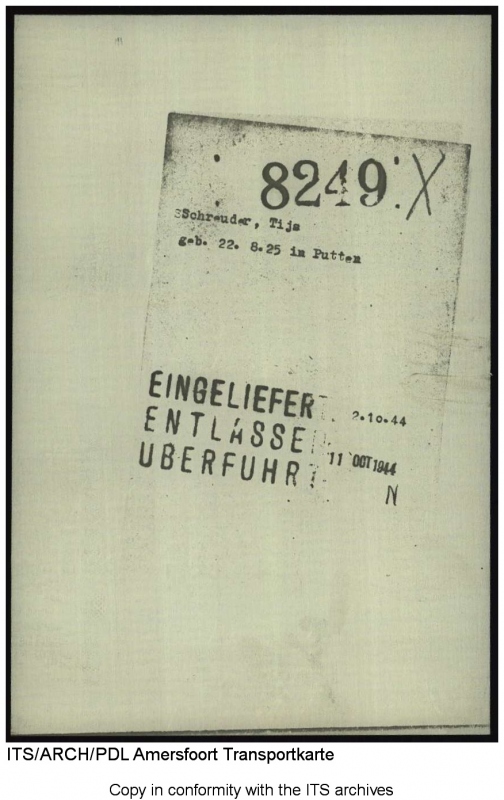 8249. X
Schreuder, Tijs
geb. 22. 8.25 in Putten
EINGELIEFERT. 2.10.44
ENTLASSE 11 OCT 1944
UBERFUHRT
N
ITS/ARCH/PDL Amersfoort Transportkarte
Copy in conformity with the ITS archives